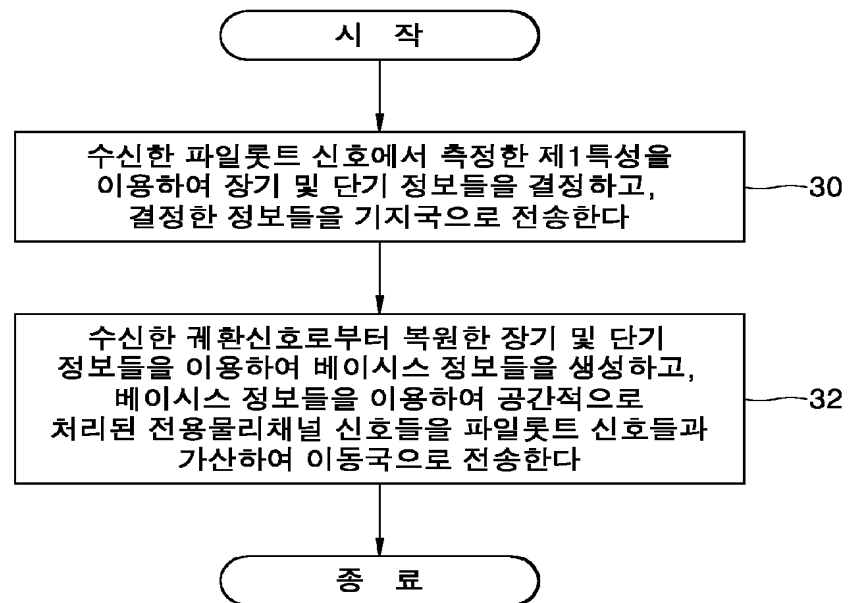 시 작
수신한 파일롯트 신호에서 측정한 제1특성을
이용하여 장기 및 단기 정보들을 결정하고,
결정한 정보들을 기지국으로 전송한다
30
수신한 궤환신호로부터 복원한 장기 및 단기
정보들을 이용하여 베이시스 정보들을 생성하고,
베이시스 정보들을 이용하여 공간적으로
처리된 전용물리채널 신호들을 파일롯트 신호들과
가산하여 이동국으로 전송한다
32
종 료